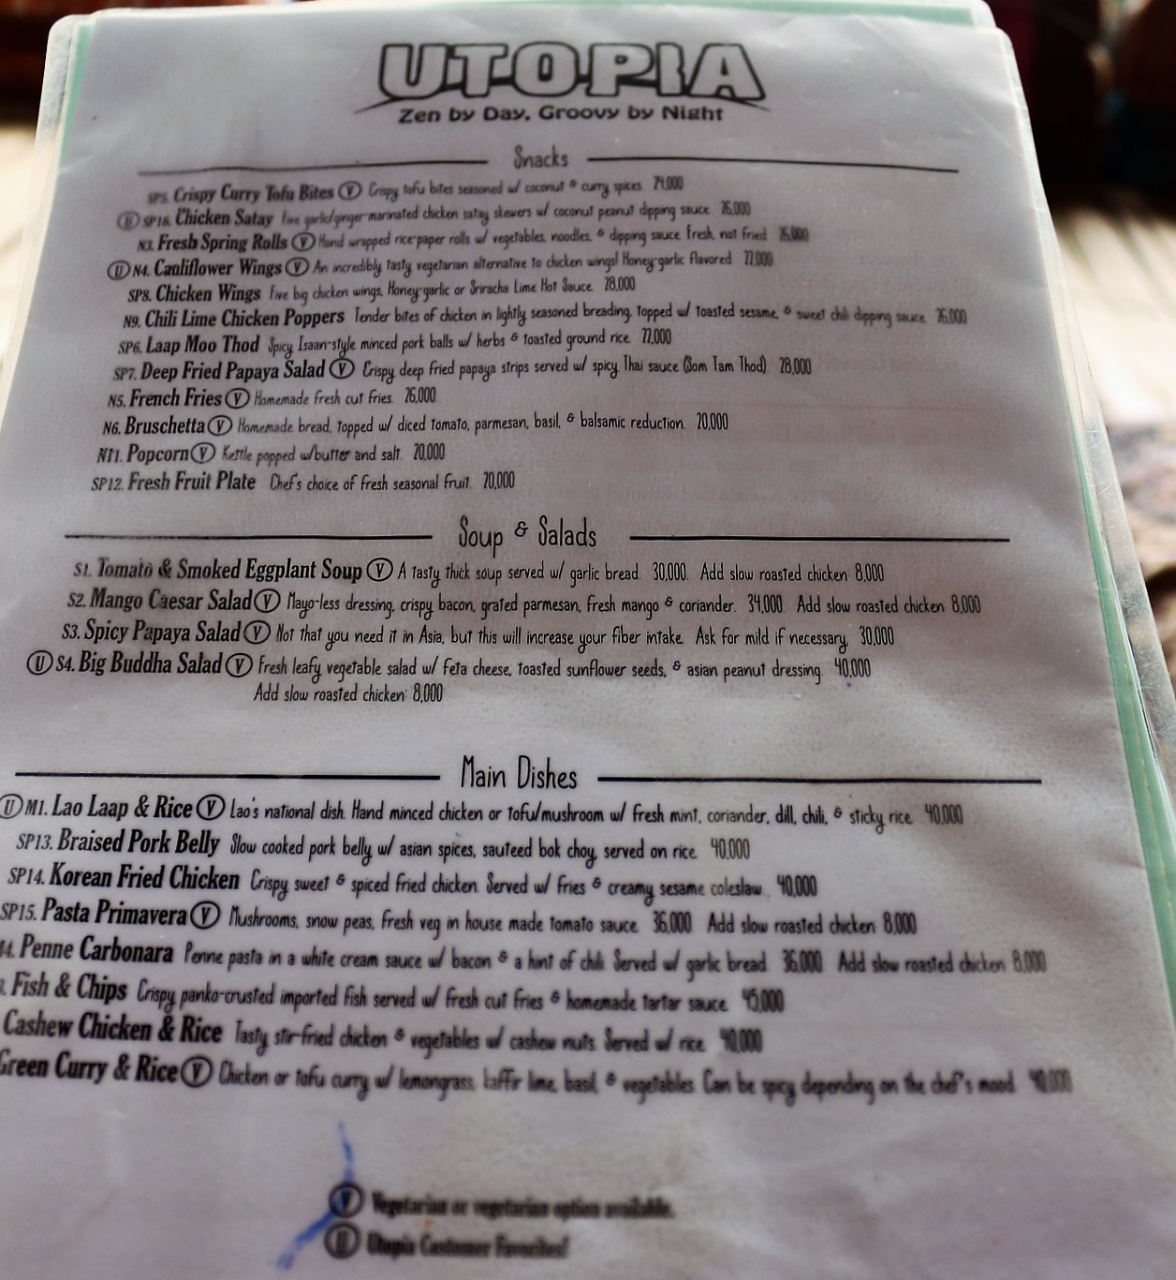 UTOPIA
Zen by Day, Groovy by Night
Snacks
SP5. Crispy Curry Tofu Bites V Crispy tofu bites seasoned w/ coconut & curry spices.
U SP16. Chicken Satay Five garlic/ginger-marinated chicken satay skewers w/ coconut peanut dipping sauce.
N3. Fresh Spring Rolls V Hand wrapped rice-paper rolls w/ vegetables, noodles, & dipping sauce. Fresh, not fried.
U N4. Cauliflower Wings V An incredibly tasty vegetarian alternative to chicken wings! Honey-garlic flavored.
SP8. Chicken Wings Five big chicken wings, Honey-garlic or Sriracha Lime Hot Sauce. 28,000
N9. Chili Lime Chicken Poppers Tender bites of chicken in lightly seasoned breading, topped w/ toasted sesame, & sweet chili dipping sauce.
SP6. Laap Moo Thod Spicy Isaan-style minced pork balls w/ herbs & toasted ground rice. 22,000
SP7. Deep Fried Papaya Salad V Crispy deep fried papaya strips served w/ spicy Thai sauce (Som Tam Thod). 28,000
N5. French Fries V Homemade fresh cut fries. 26,000
N6. Bruschetta V Homemade bread, topped w/ diced tomato, parmesan, basil, & balsamic reduction. 20,000
N11. Popcorn V Kettle popped w/butter and salt. 20,000
SP12. Fresh Fruit Plate Chef's choice of fresh seasonal fruit. 20,000
Soup & Salads
S1. Tomato & Smoked Eggplant Soup V A tasty thick soup served w/ garlic bread. 30,000. Add slow roasted chicken 8,000
S2. Mango Caesar Salad V Mayo-less dressing, crispy bacon, grated parmesan, fresh mango & coriander. 34,000 Add slow roasted chicken 8,000
S3. Spicy Papaya Salad V Not that you need it in Asia, but this will increase your fiber intake. Ask for mild if necessary. 30,000
U S4. Big Buddha Salad V Fresh leafy vegetable salad w/ feta cheese, toasted sunflower seeds, & asian peanut dressing. 40,000
Add slow roasted chicken 8,000
Main Dishes
U M1. Lao Laap & Rice V Lao's national dish. Hand minced chicken or tofu/mushroom w/ fresh mint, coriander, dill, chili, & sticky rice. 40,000
SP13. Braised Pork Belly Slow cooked pork belly w/ asian spices, sauteed bok choy, served on rice. 40,000
SP14. Korean Fried Chicken Crispy sweet & spiced fried chicken. Served w/ fries & creamy sesame coleslaw. 40,000
SP15. Pasta Primavera V Mushrooms, snow peas, fresh veg in house made tomato sauce. 36,000 Add slow roasted chicken 8,000
4. Penne Carbonara Penne pasta in a white cream sauce w/ bacon & a hint of chili. Served w/ garlic bread. 36,000 Add slow roasted chicken 8,000
Fish & Chips Crispy panko-crusted imported fish served w/ fresh cut fries & homemade tartar sauce. 45,000
Cashew Chicken & Rice Tasty stir-fried chicken & vegetables w/ cashew nuts. Served w/ rice. 40,000
Green Curry & Rice V Chicken or tofu curry w/ lemongrass, kaffir lime, basil, & vegetables. Can be spicy depending on the chef's mood. 40,000
V Vegetarian or vegetarian option available.
U Utopia Customer Favorites!